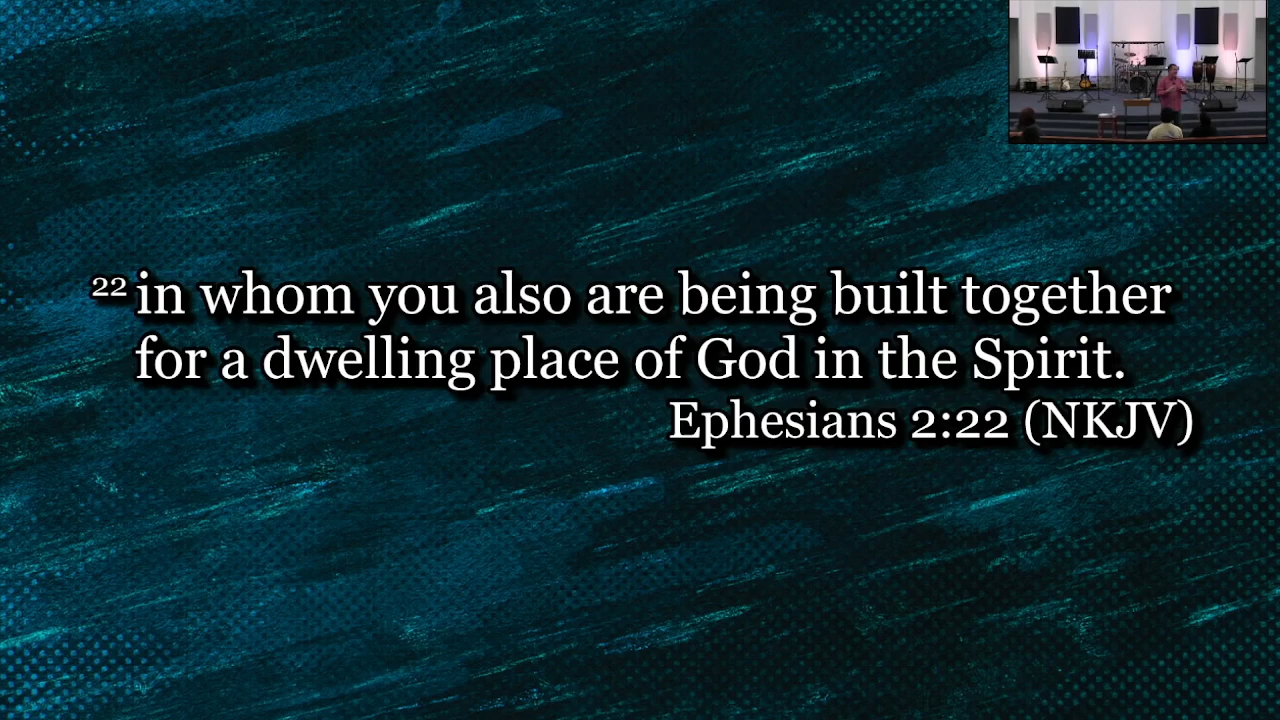 22 in whom you also are being built together
for a dwelling place of God in the Spirit.
Ephesians 2:22 (NKJV)